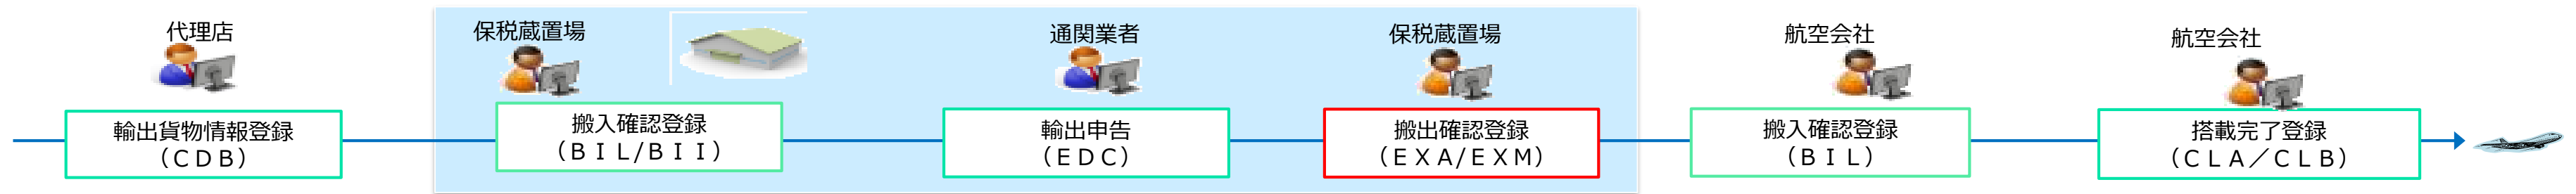 代理店
輸出貨物情報登録
（ＣＤＢ）
保税蔵置場
搬入確認登録
（ＢＩＬ/ＢＩＩ）
通関業者
輸出申告
（ＥＤＣ）
保税蔵置場
搬出確認登録
（ＥＸＡ/ＥＸＭ）
航空会社
搬入確認登録
（ＢＩＬ）
航空会社
搭載完了登録
（ＣＬＡ／ＣＬＢ）